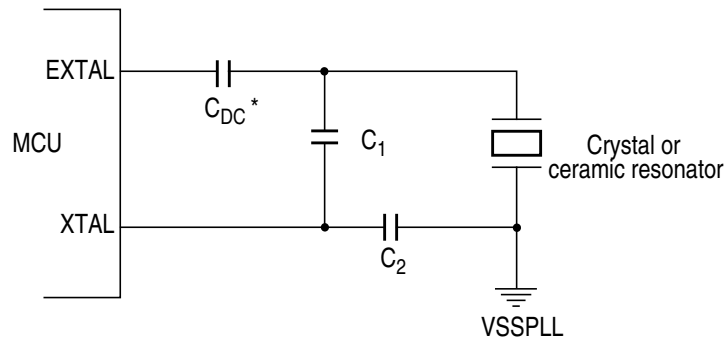 EXTAL
C_DC *
MCU
C_1
Crystal or
ceramic resonator
XTAL
C_2
VSSPLL